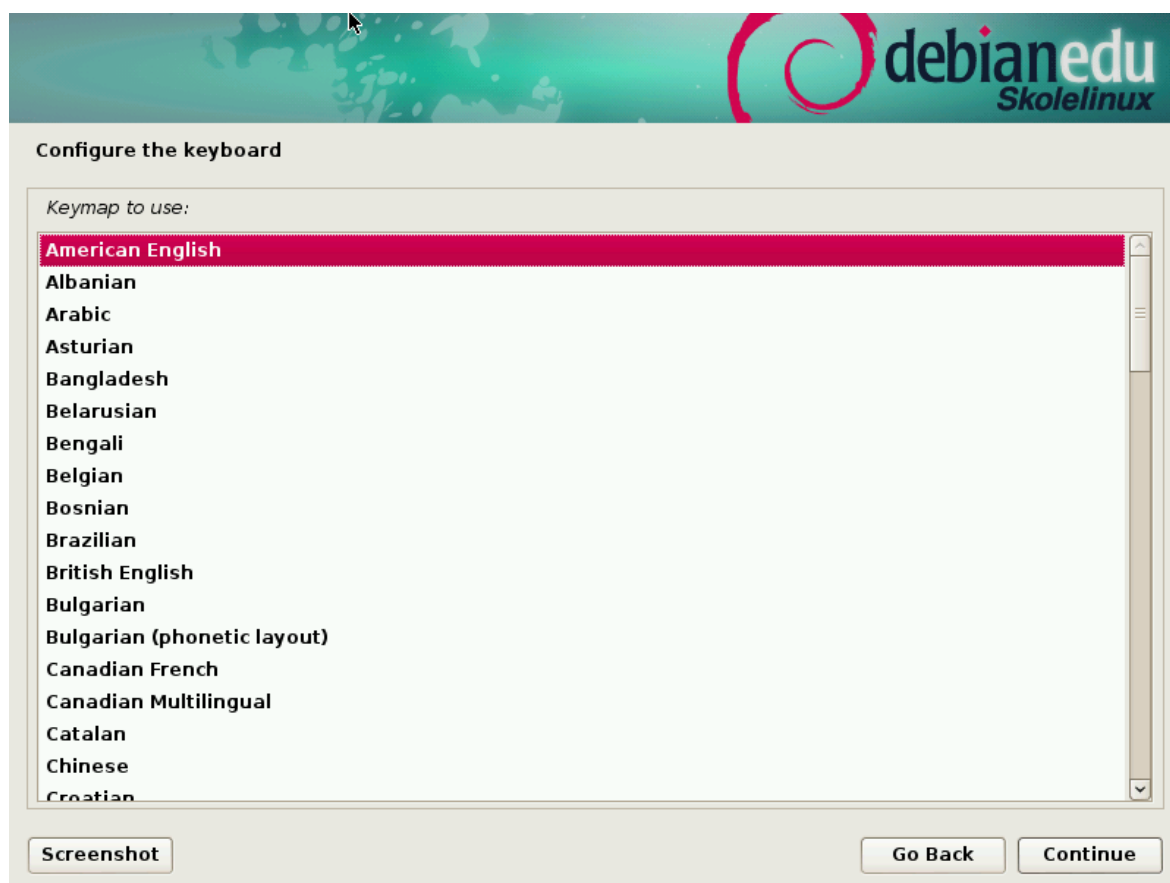 debianedu
Skolelinux
Configure the keyboard
Keymap to use:
American English
Albanian
Arabic
Asturian
Bangladesh
Belarusian
Bengali
Belgian
Bosnian
Brazilian
British English
Bulgarian
Bulgarian (phonetic layout)
Canadian French
Canadian Multilingual
Catalan
Chinese
Croatian
Screenshot
Go Back
Continue